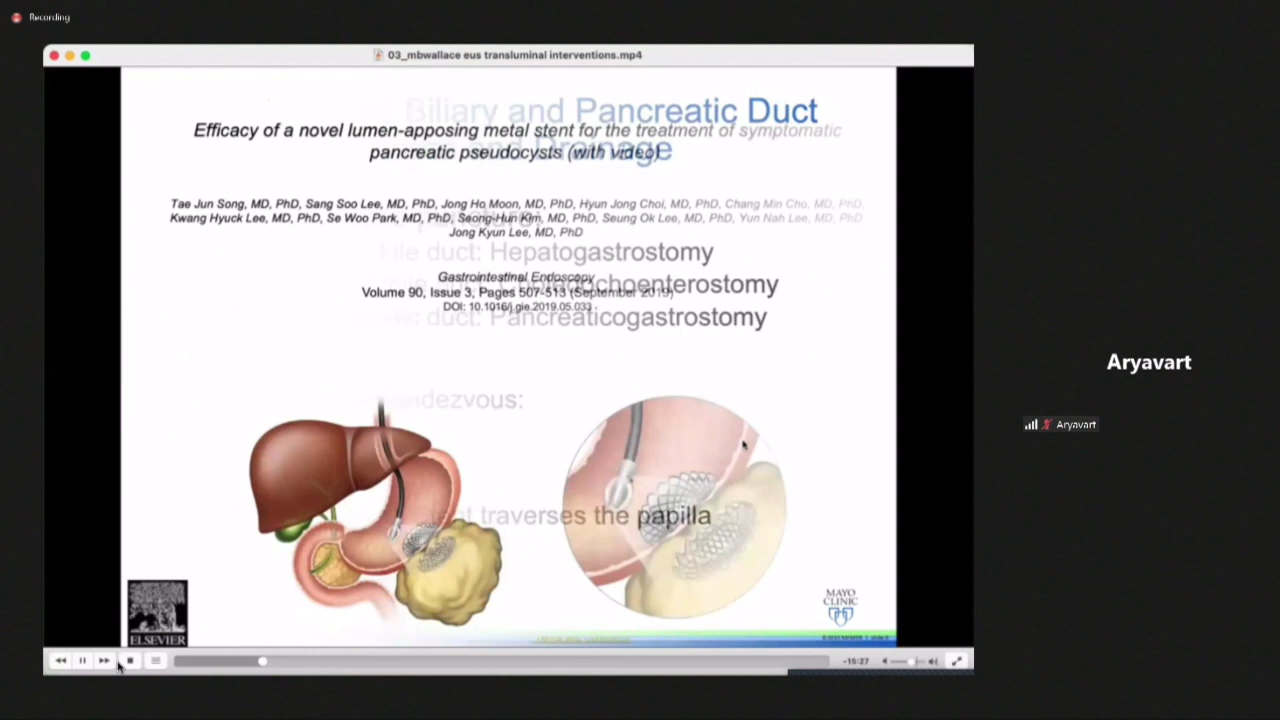 Recording
03_mbwallace eus transluminal interventions.mp4
Biliary and Pancreatic Duct
Drainage
Efficacy of a novel lumen-apposing metal stent for the treatment of symptomatic
pancreatic pseudocysts (with video)
Tae Jun Song, MD, PhD, Sang Soo Lee, MD, PhD, Jong Ho Moon, MD, PhD, Hyun Jong Choi, MD, PhD, Chang Min Cho, MD, PhD,
Kwang Hyuck Lee, MD, PhD, Se Woo Park, MD, PhD, Seong-Hun Kim, MD, PhD, Seung Ok Lee, MD, PhD, Yun Nah Lee, MD, PhD
Jong Kyun Lee, MD, PhD
duct: Hepatogastrostomy
Gastrointestinal Endoscopy
Volume 90, Issue 3, Pages 507-513 (September 2019)
DOI: 10.1016/j.gie.2019.05.033
duct: Pancreaticogastrostomy
traverses the papilla
ELSEVIER
MAYO
CLINIC
-15:27
Aryavart
Aryavart